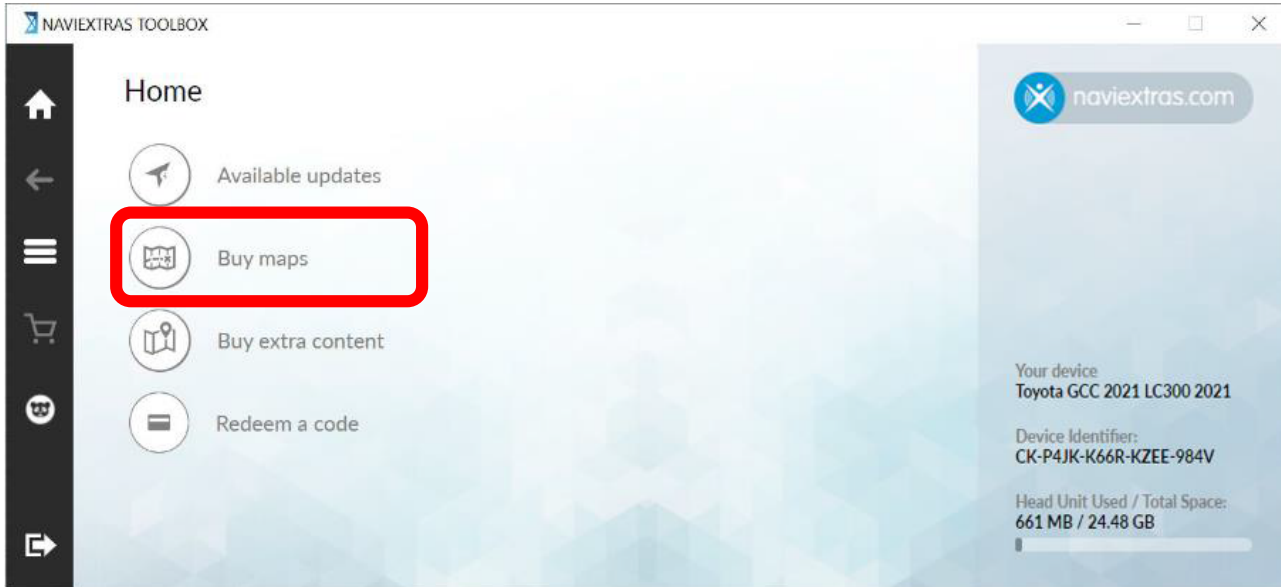 NAVIEXTRAS TOOLBOX
Home
naviextras.com
Available updates
Buy maps
Buy extra content
Redeem a code
Your device
Toyota GCC 2021 LC300 2021
Device Identifier:
CK-P4JK-K66R-KZEE-984V
Head Unit Used / Total Space:
661 MB / 24.48 GB